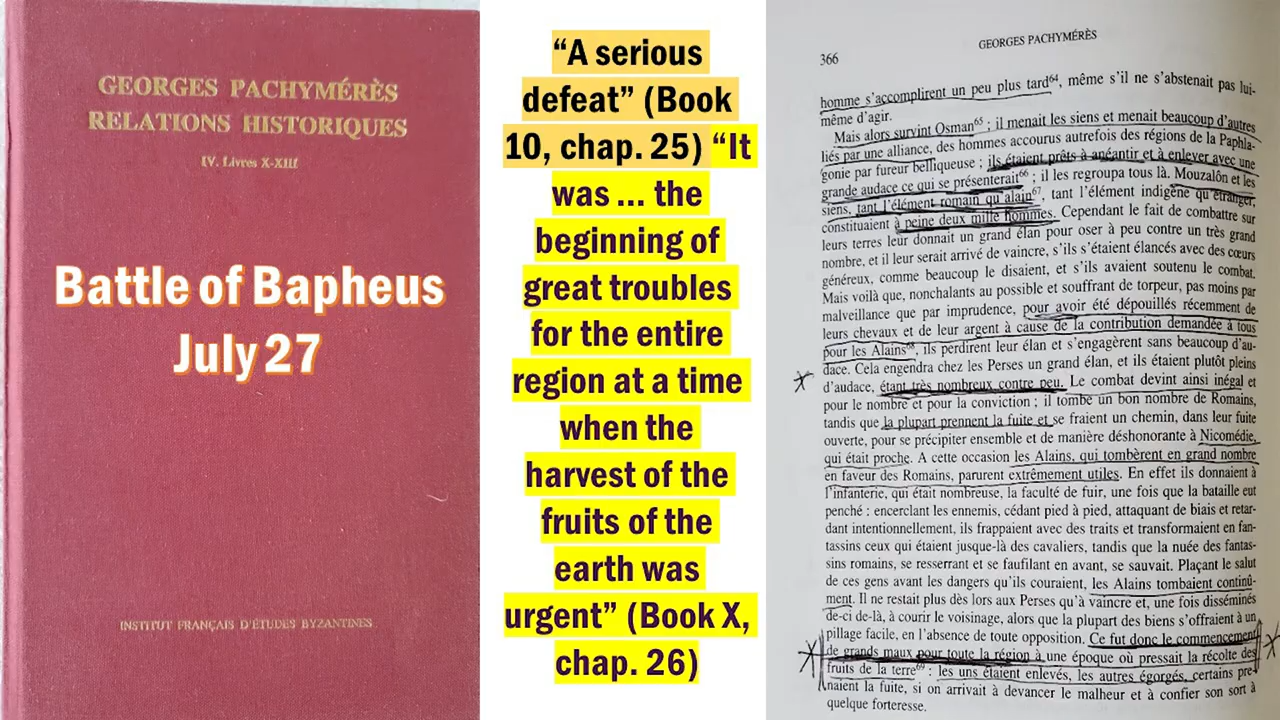 GEORGES PACHYMÉRÈS
RELATIONS HISTORIQUES
IV. Livres X-XIII
Battle of Bapheus
July 27
INSTITUT FRANÇAIS D'ÉTUDES BYZANTINES
“A serious
defeat” (Book
10, chap. 25) “It
was ... the
beginning of
great troubles
for the entire
region at a time
when the
harvest of the
fruits of the
earth was
urgent” (Book X,
chap. 26)
366
GEORGES PACHYMÉRÈS
homme s'accomplirent un peu plus tard⁶⁴, même s'il ne s'abstenait pas lui-
même d'agir.
Mais alors survint Osman⁶⁵ ; il menait les siens et menait beaucoup d'autres
liés par une alliance, des hommes accourus autrefois des régions de la Paphla-
gonie par fureur belliqueuse ; ils étaient prêts à anéantir et à enlever avec une
grande audace ce qui se présenterait⁶⁶ ; il les regroupa tous là. Mouzalôn et les
siens, tant l'élément romain qu'alain⁶⁷, tant l'élément indigène qu'étranger,
constituaient à peine deux mille hommes. Cependant le fait de combattre sur
leurs terres leur donnait un grand élan pour oser à peu contre un très grand
nombre, et il leur serait arrivé de vaincre, s'ils s'étaient élancés avec des cœurs
généreux, comme beaucoup le disaient, et s'ils avaient soutenu le combat.
Mais voilà que, nonchalants au possible et souffrant de torpeur, pas moins par
malveillance que par imprudence, pour avoir été dépouillés récemment de
leurs chevaux et de leur argent à cause de la contribution demandée à tous
pour les Alains⁶⁸, ils perdirent leur élan et s'engagèrent sans beaucoup d'au-
dace. Cela engendra chez les Perses un grand élan, et ils étaient plutôt pleins
d'audace, étant très nombreux contre peu. Le combat devint ainsi inégal et
pour le nombre et pour la conviction ; il tombe un bon nombre de Romains,
tandis que la plupart prennent la fuite et se fraient un chemin, dans leur fuite
ouverte, pour se précipiter ensemble et de manière déshonorante à Nicomédie,
qui était proche. A cette occasion les Alains, qui tombèrent en grand nombre
en faveur des Romains, parurent extrêmement utiles. En effet ils donnaient à
l'infanterie, qui était nombreuse, la faculté de fuir, une fois que la bataille eut
penché : encerclant les ennemis, cédant pied à pied, attaquant de biais et retar-
dant intentionnellement, ils frappaient avec des traits et transformaient en fan-
tassins ceux qui étaient jusque-là des cavaliers, tandis que la nuée des fantas-
sins romains, se resserrant et se faufilant en avant, se sauvait. Plaçant le salut
de ces gens avant les dangers qu'ils couraient, les Alains tombaient continû-
ment. Il ne restait plus dès lors aux Perses qu'à vaincre et, une fois disséminés
de-ci de-là, à courir le voisinage, alors que la plupart des biens s'offraient à un
pillage facile, en l'absence de toute opposition. Ce fut donc le commencement
de grands maux pour toute la région à une époque où pressait la récolte des
fruits de la terre⁶⁹ : les uns étaient enlevés, les autres égorgés, certains pre-
naient la fuite, si on arrivait à devancer le malheur et à confier son sort à
quelque forteresse.